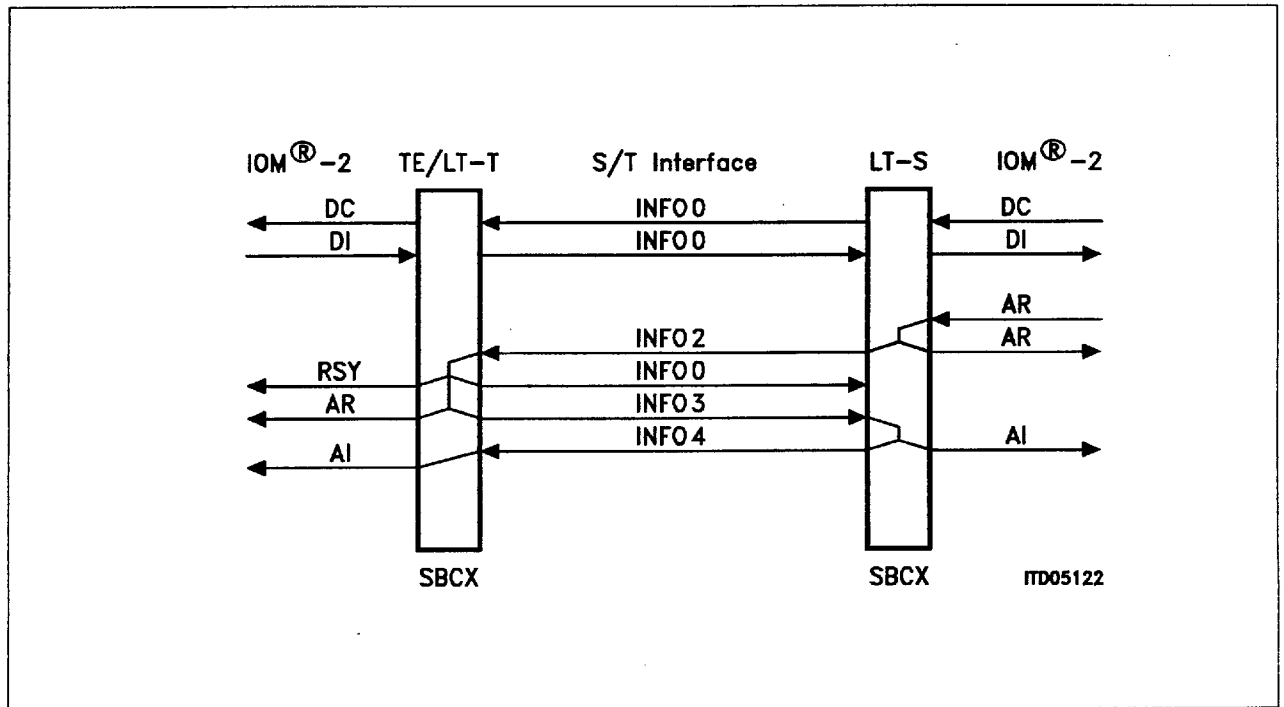 IOM®-2 TE/LT-T S/T Interface LT-S IOM®-2
DC INFO 0 DC
DI INFO 0 DI
AR
INFO 2 AR
RSY INFO 0
AR INFO 3
INFO 4 AI
AI
SBCX SBCX ITD05122